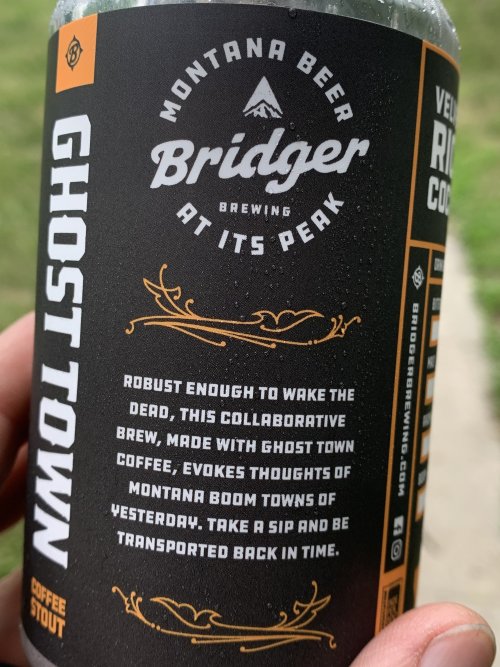 GHOST TOWN
COFFEE
STOUT
MONTANA BEER
Bridger
BREWING
AT ITS PEAK
ROBUST ENOUGH TO WAKE THE
DEAD, THIS COLLABORATIVE
BREW, MADE WITH GHOST TOWN
COFFEE, EVOKES THOUGHTS OF
MONTANA BOOM TOWNS OF
YESTERDAY. TAKE A SIP AND BE
TRANSPORTED BACK IN TIME.
BRIDGERBREWING.COM